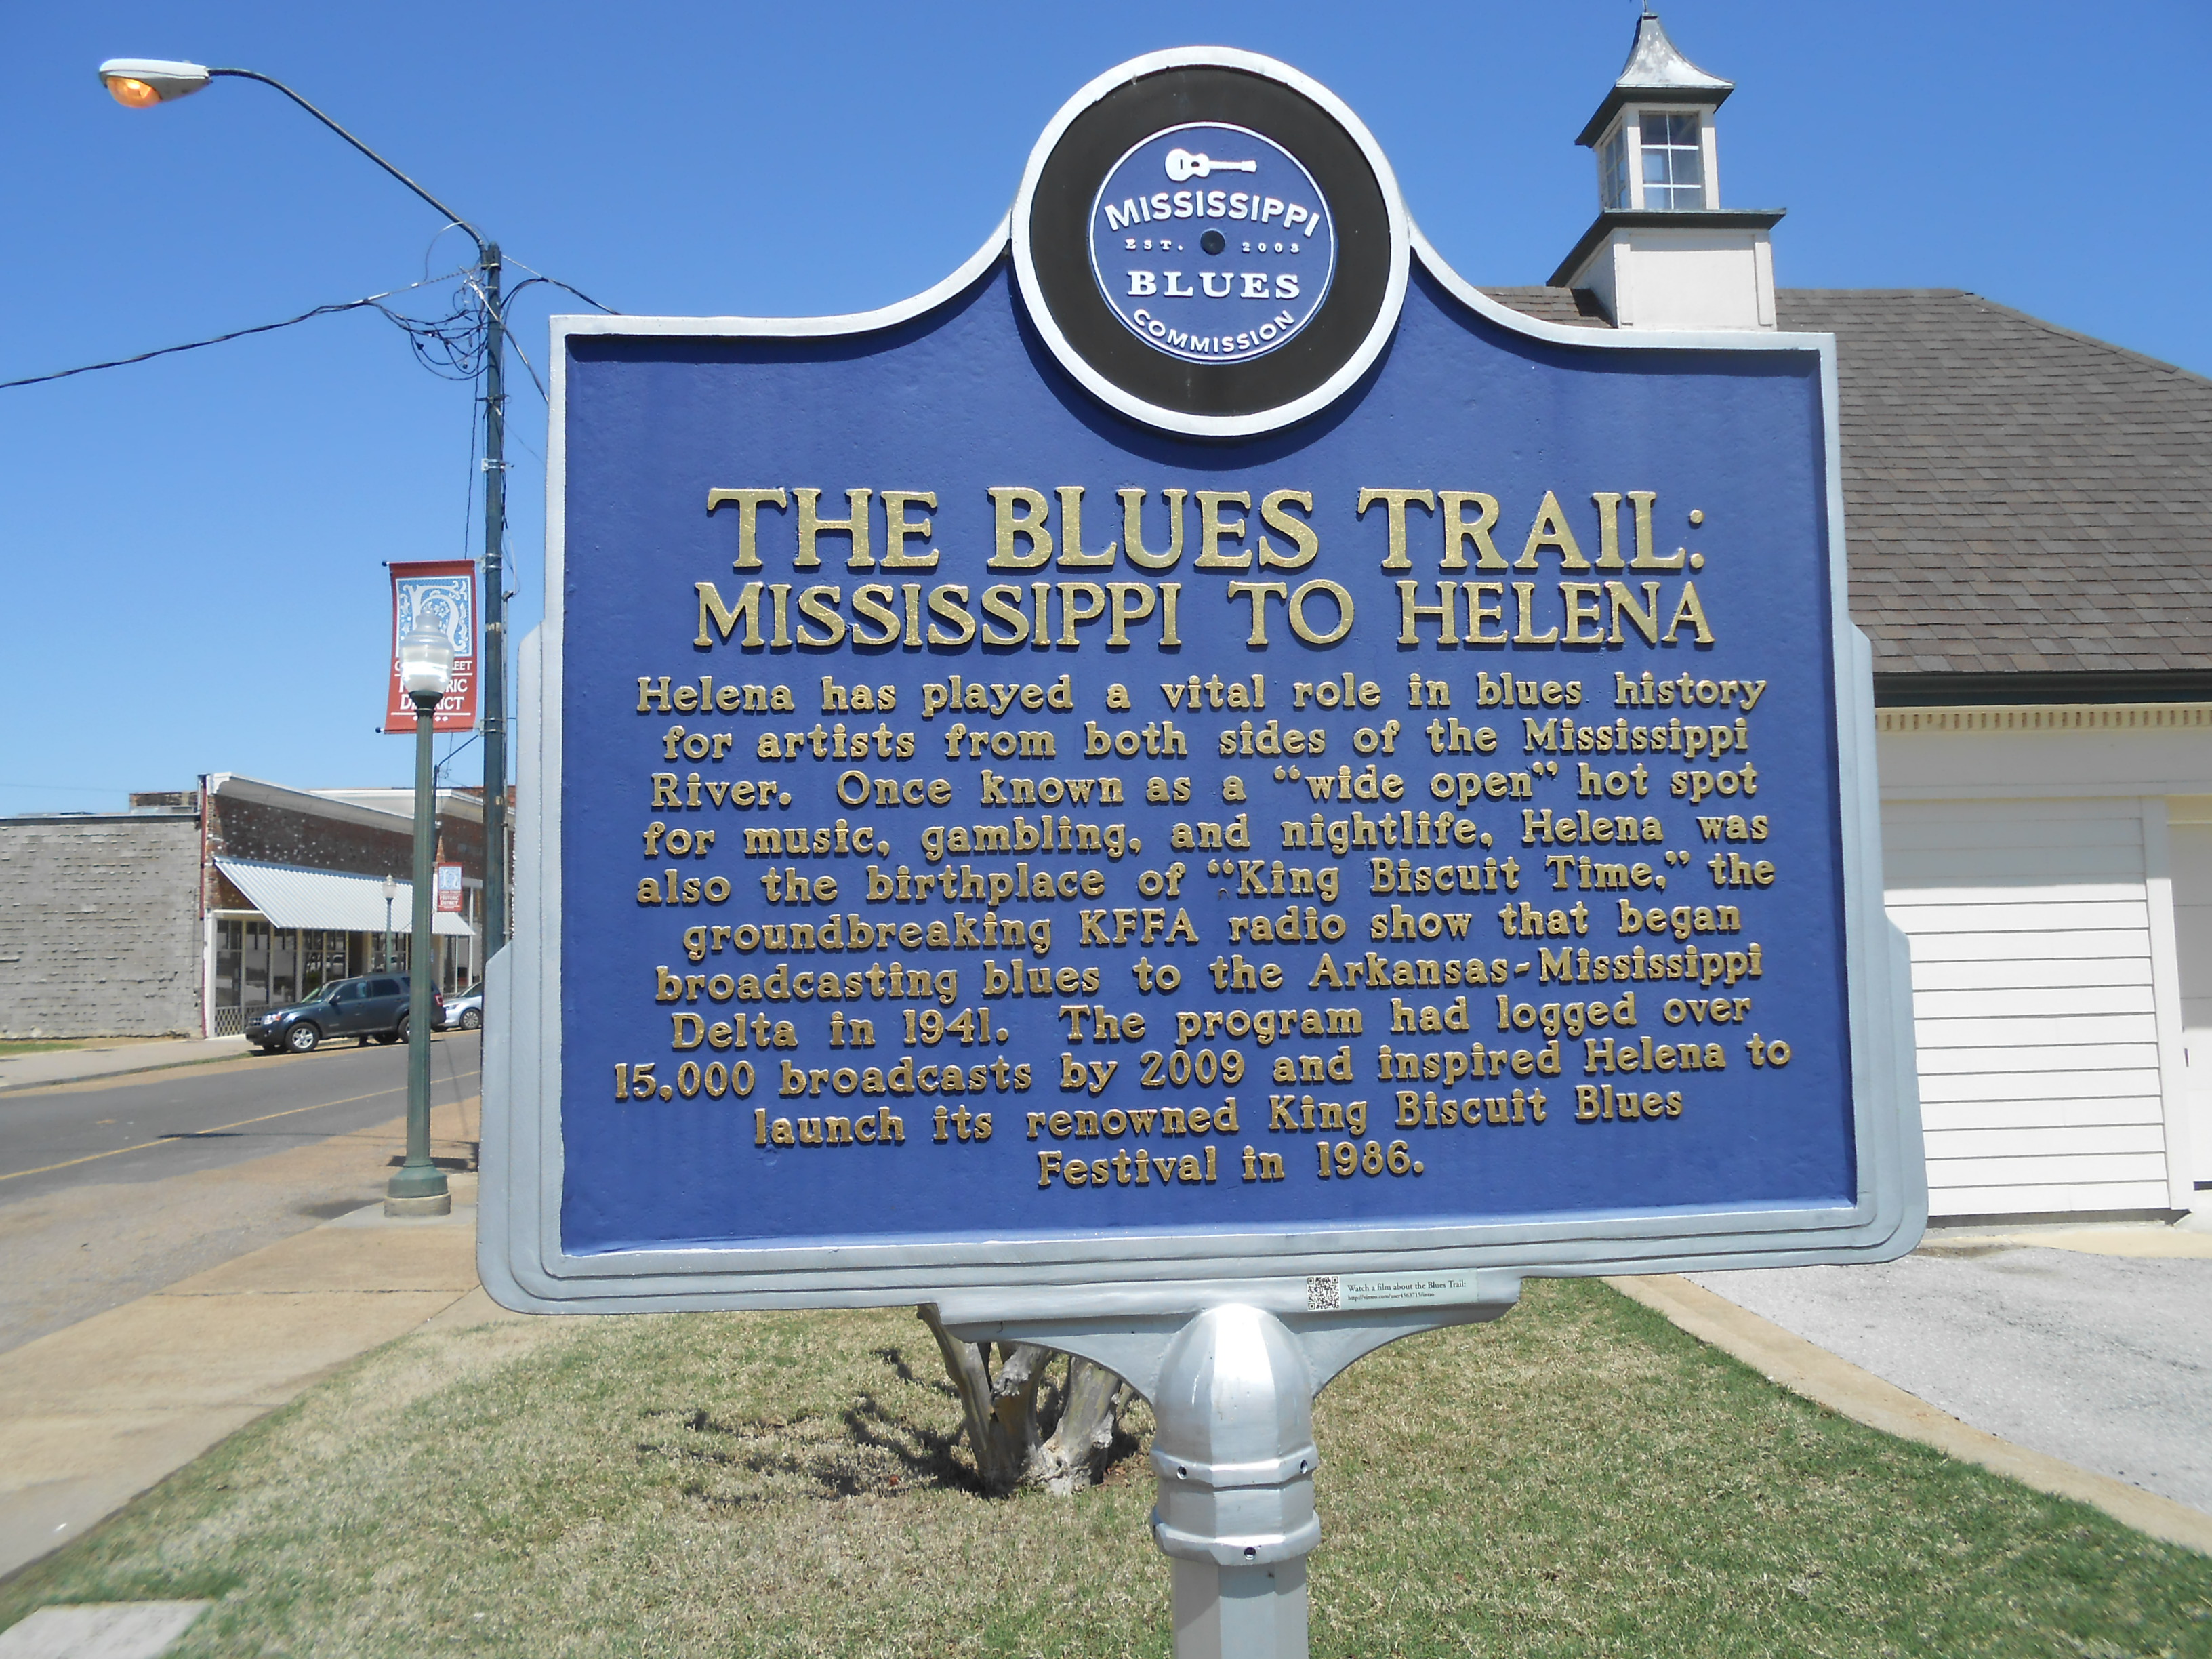 MISSISSIPPI
EST. 2003
BLUES
COMMISSION
THE BLUES TRAIL:
MISSISSIPPI TO HELENA
Helena has played a vital role in blues history
for artists from both sides of the Mississippi
River. Once known as a “wide open” hot spot
for music, gambling, and nightlife, Helena was
also the birthplace of “King Biscuit Time,” the
groundbreaking KFFA radio show that began
broadcasting blues to the Arkansas-Mississippi
Delta in 1941. The program had logged over
15,000 broadcasts by 2009 and inspired Helena to
launch its renowned King Biscuit Blues
Festival in 1986.
Watch a film about the Blues Trail: